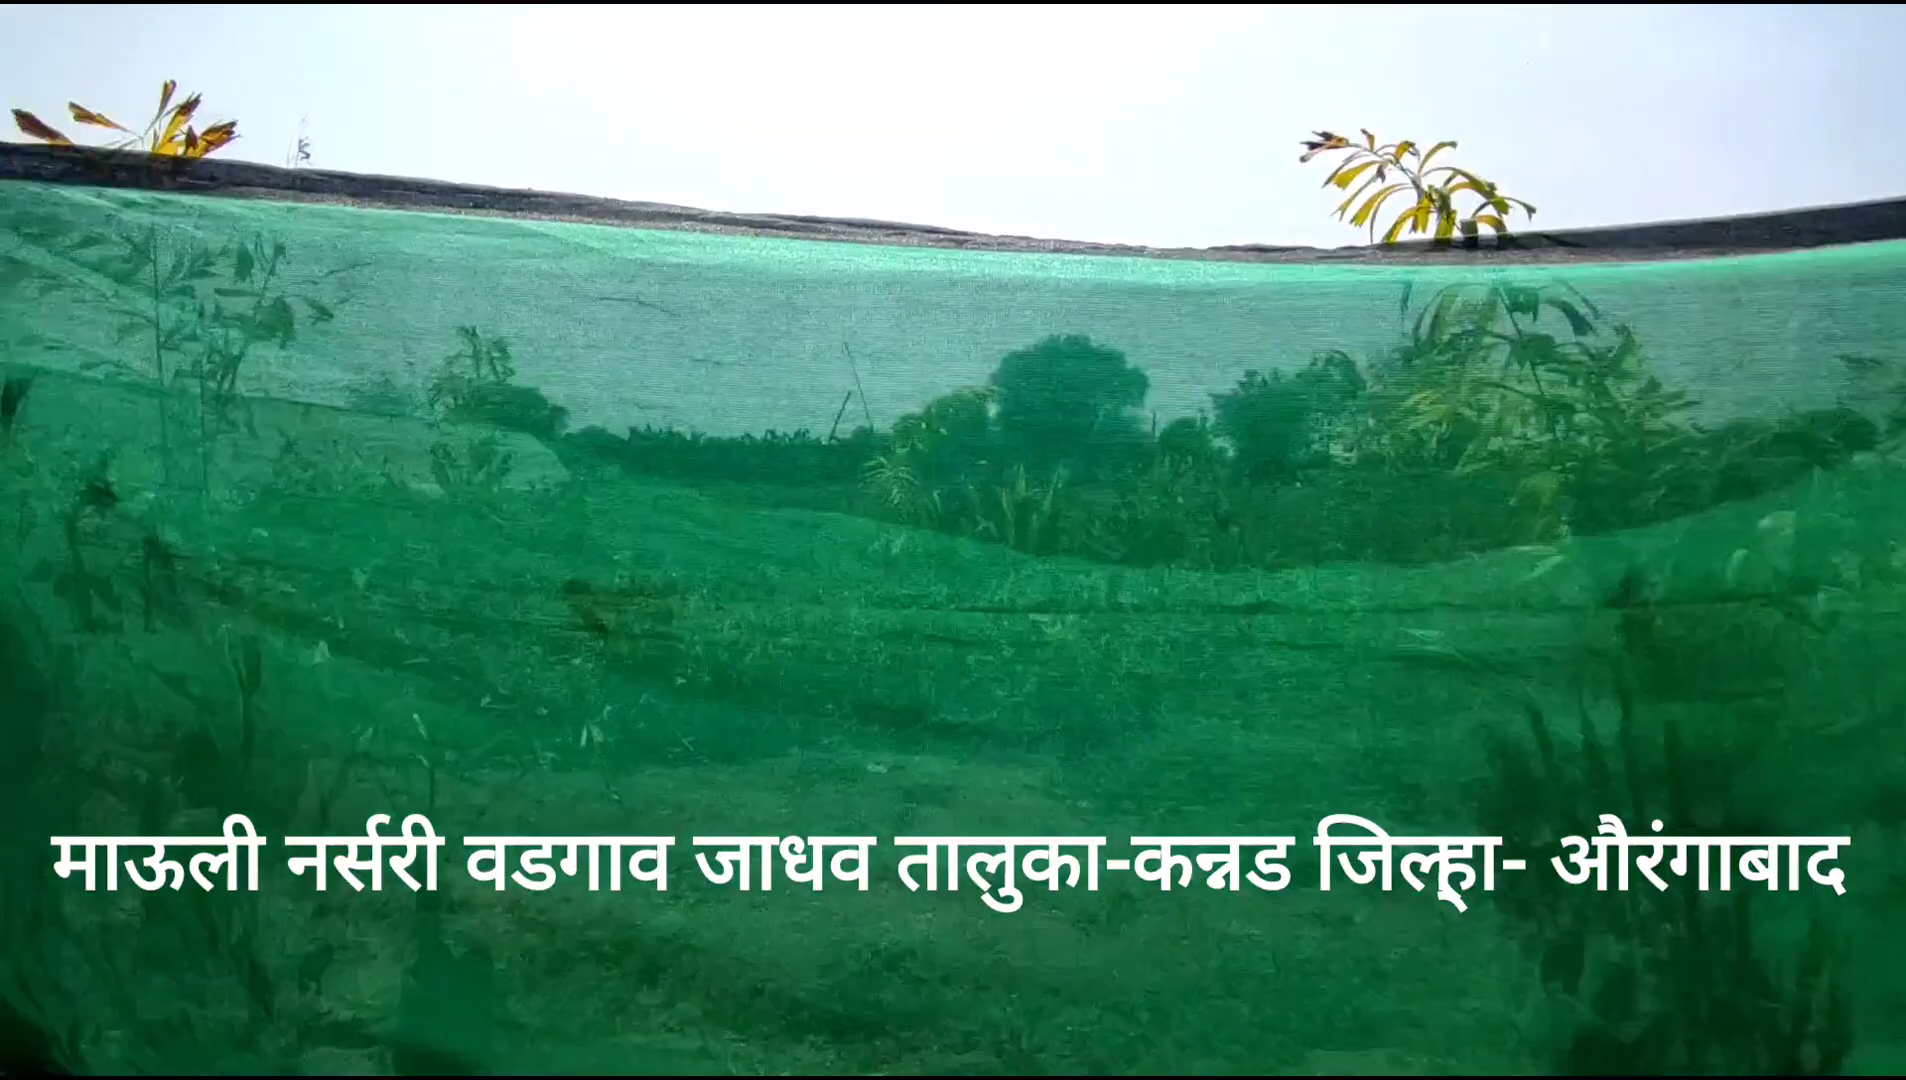 माऊली नर्सरी वडगाव जाधव तालुका-कन्नड जिल्ह्हा- औरंगाबाद